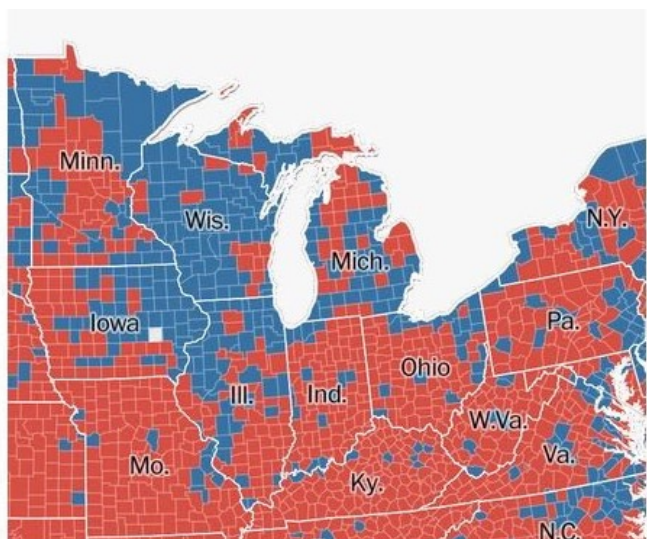 Minn.
Wis.
N.Y.
Mich.
Iowa
Pa.
Ohio
Ill.
Ind.
W.Va.
Va.
Mo.
Ky.
N.C.